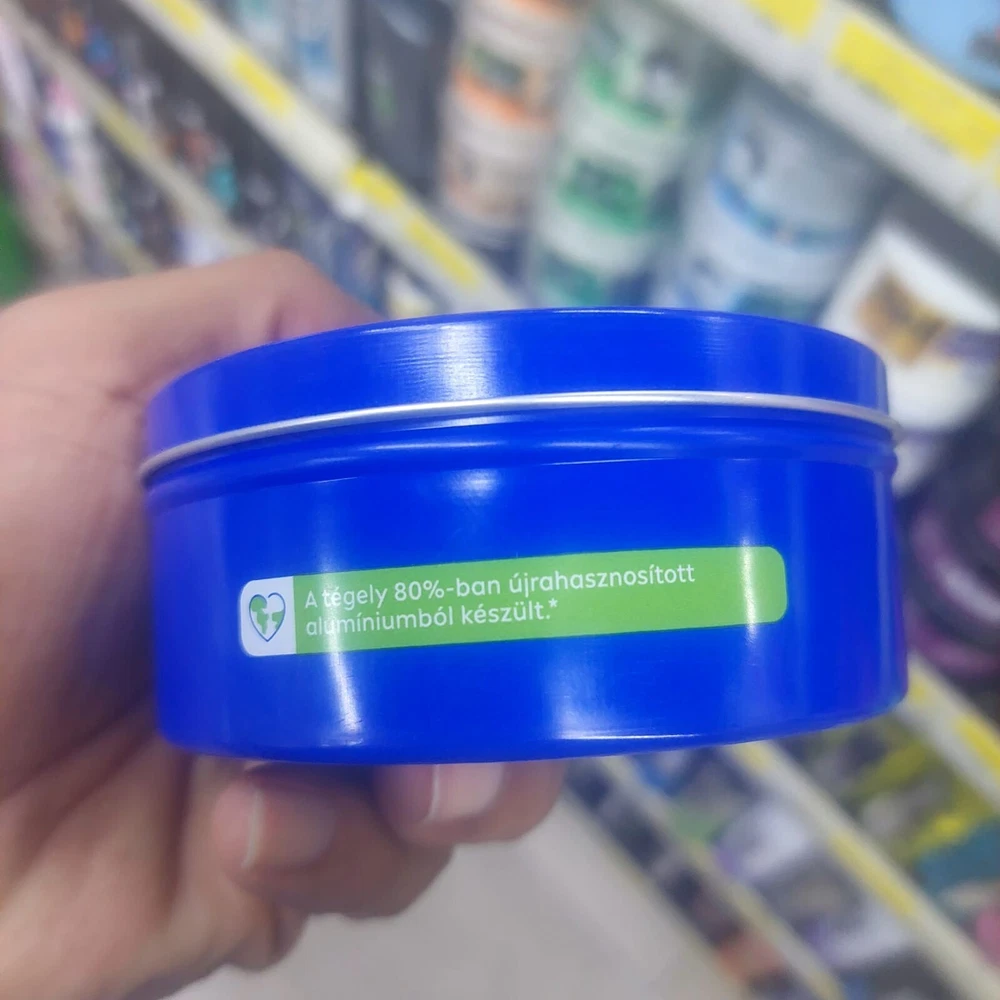 A tégely 80%-ban újrahasznosított
alumíniumból készült.*